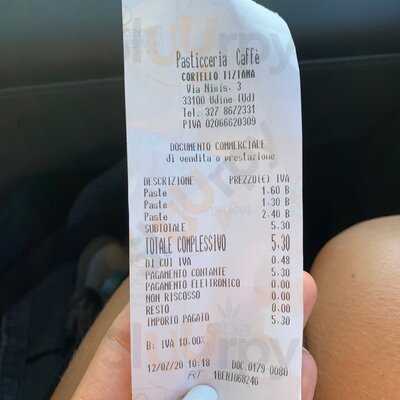 Pasticceria Caffè
CORTELLO TIZIANA
Via Nimis. 3
33100 Udine (Ud)
Tel. 327 8672331
PIVA 02066620309
DOCUMENTO COMMERCIALE
di vendita o prestazione
DESCRIZIONE PREZZO(€) IVA
Paste 1.60 B
Paste 1.30 B
Paste 2.40 B
SUBTOTALE 5.30
TOTALE COMPLESSIVO 5.30
DI CUI IVA 0.48
PAGAMENTO CONTANTE 5.30
PAGAMENTO ELETTRONICO 0.00
NON RISCOSSO 0.00
RESTO 0.00
IMPORTO PAGATO 5.30
B: IVA 10.00%
12/07/20 10:18 DOC.0179-0080
RT